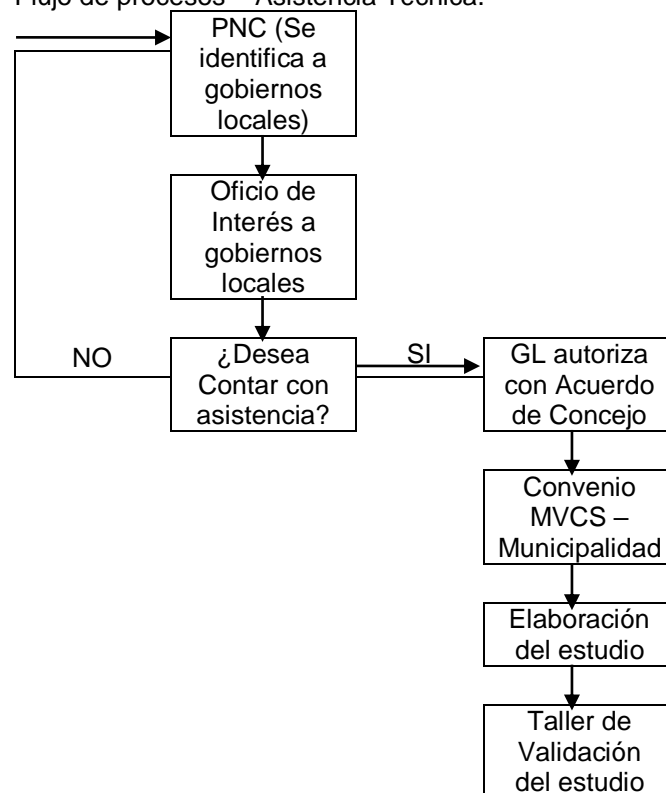 Flujo de procesos – Asistencia Técnica.
PNC (Se
identifica a
gobiernos
locales)
Oficio de
Interés a
gobiernos
locales
NO
¿Desea
Contar con
asistencia?
SI
GL autoriza
con Acuerdo
de Concejo
Convenio
MVCS –
Municipalidad
Elaboración
del estudio
Taller de
Validación
del estudio